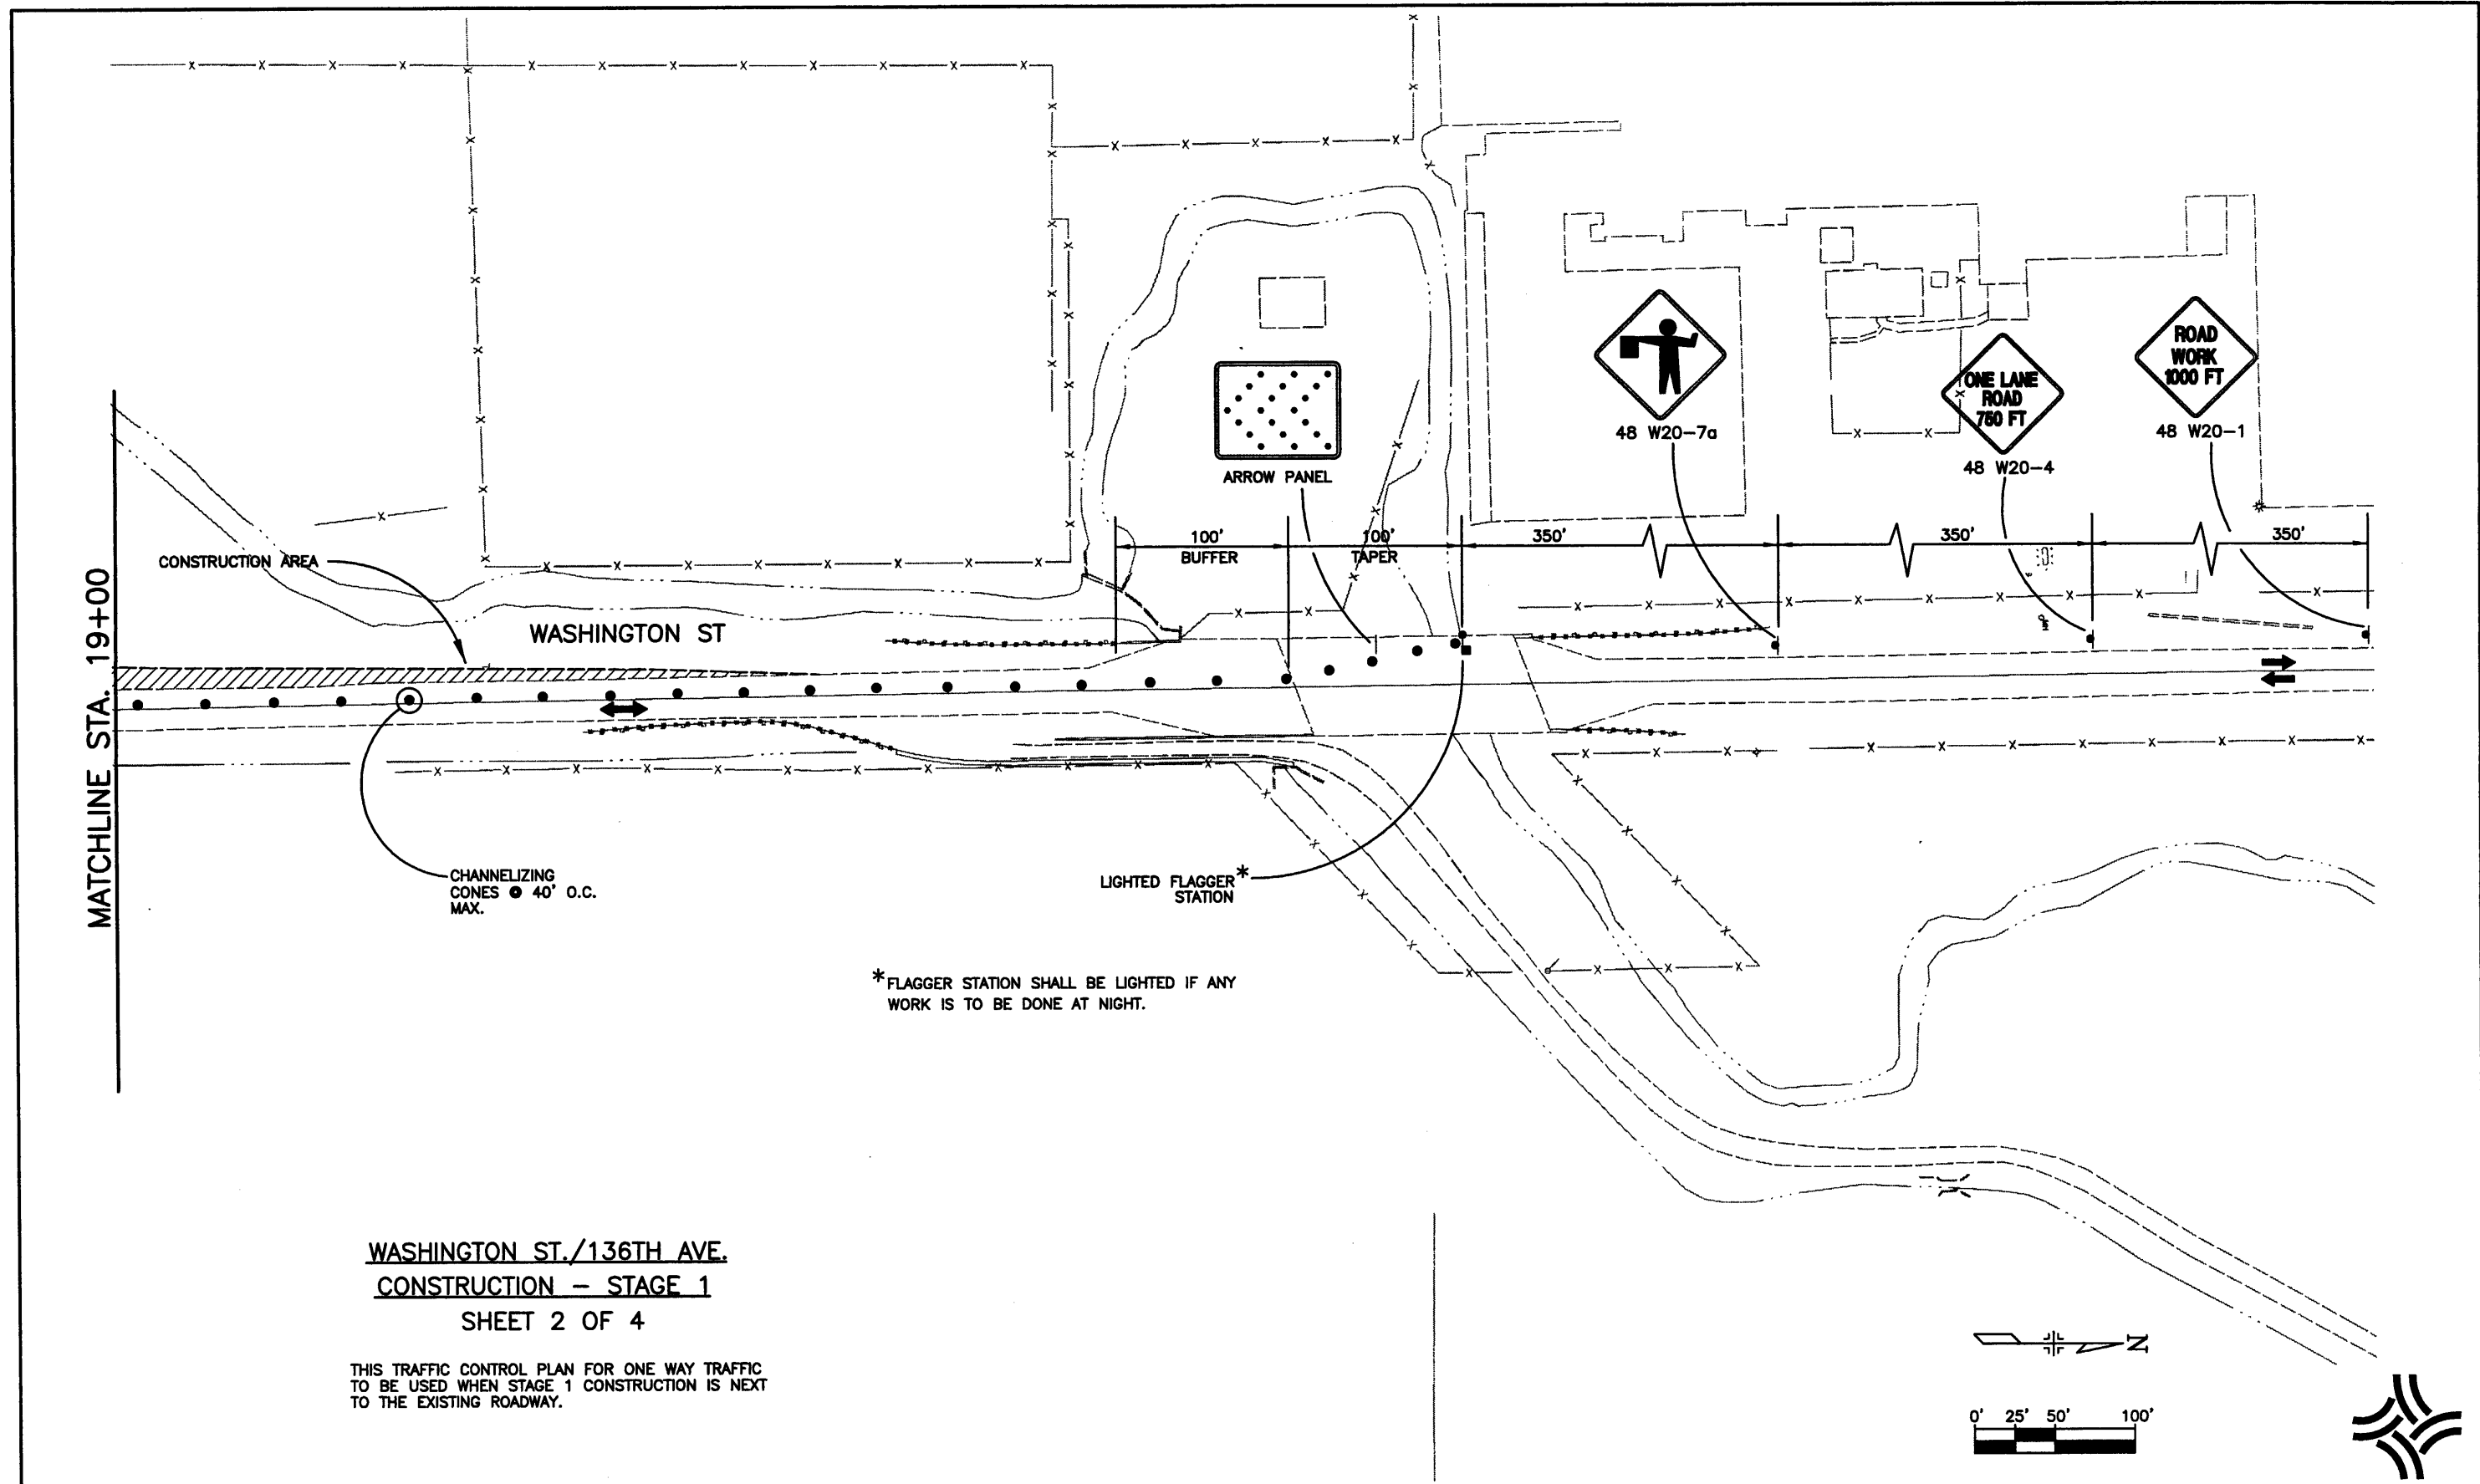 ROAD
WORK
1000 FT
48 W20-1
ONE LANE
ROAD
750 FT
48 W20-4
48 W20-7a
ARROW PANEL
100'
BUFFER
100'
TAPER
350'
350'
350'
CONSTRUCTION AREA
WASHINGTON ST
MATCHLINE STA. 19+00
CHANNELIZING
CONES @ 40' O.C.
MAX.
LIGHTED FLAGGER*
STATION
*FLAGGER STATION SHALL BE LIGHTED IF ANY
WORK IS TO BE DONE AT NIGHT.
WASHINGTON ST./136TH AVE.
CONSTRUCTION - STAGE 1
SHEET 2 OF 4
THIS TRAFFIC CONTROL PLAN FOR ONE WAY TRAFFIC
TO BE USED WHEN STAGE 1 CONSTRUCTION IS NEXT
TO THE EXISTING ROADWAY.
N
0' 25' 50' 100'